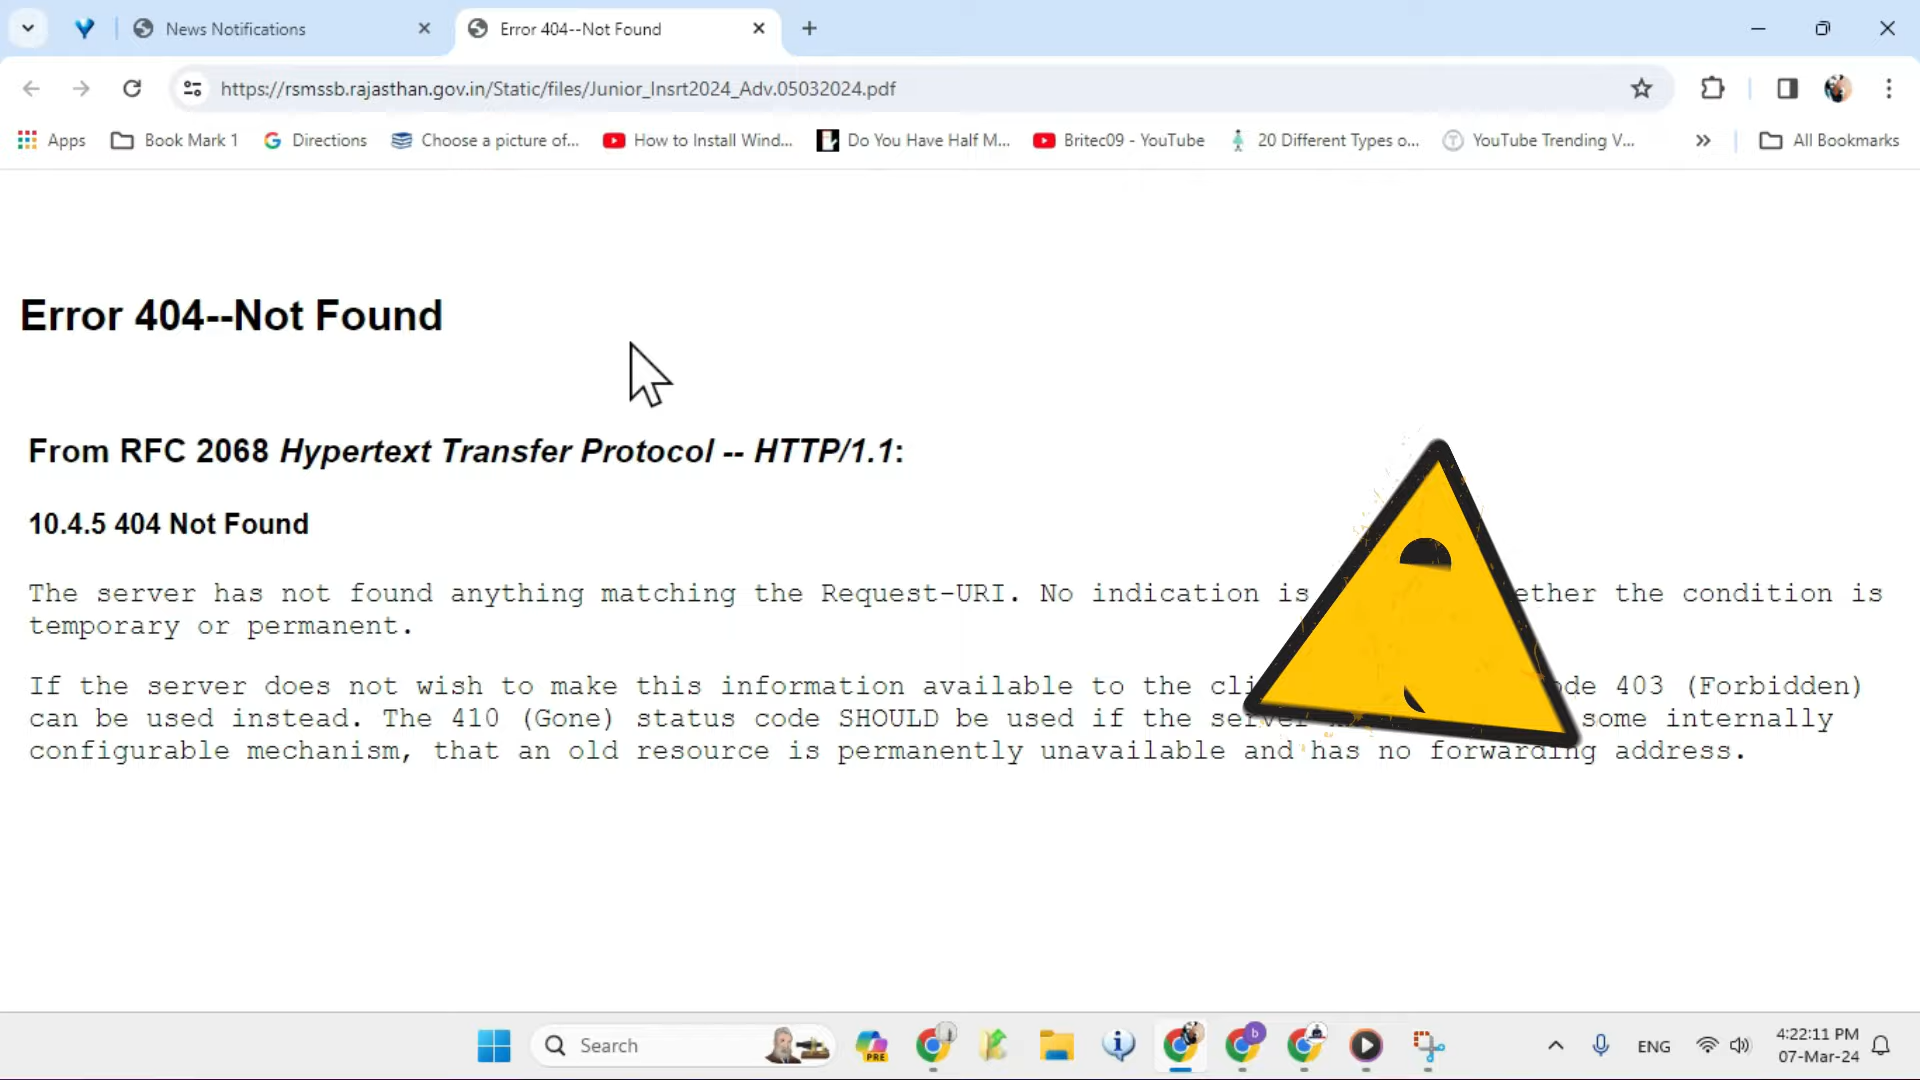 News Notifications
Error 404--Not Found
https://rsmssb.rajasthan.gov.in/Static/files/Junior_Insrt2024_Adv.05032024.pdf
Apps
Book Mark 1
Directions
Choose a picture of...
How to Install Wind...
Do You Have Half M...
Britec09 - YouTube
20 Different Types o...
YouTube Trending V...
All Bookmarks
Error 404--Not Found
From RFC 2068 Hypertext Transfer Protocol -- HTTP/1.1:
10.4.5 404 Not Found
The server has not found anything matching the Request-URI. No indication is the condition is
temporary or permanent.
If the server does not wish to make this information available to the 403 (Forbidden)
can be used instead. The 410 (Gone) status code SHOULD be used if the some internally
configurable mechanism, that an old resource is permanently unavailable and has no forwarding address.
Search
PRE
b
ENG
4:22:11 PM
07-Mar-24